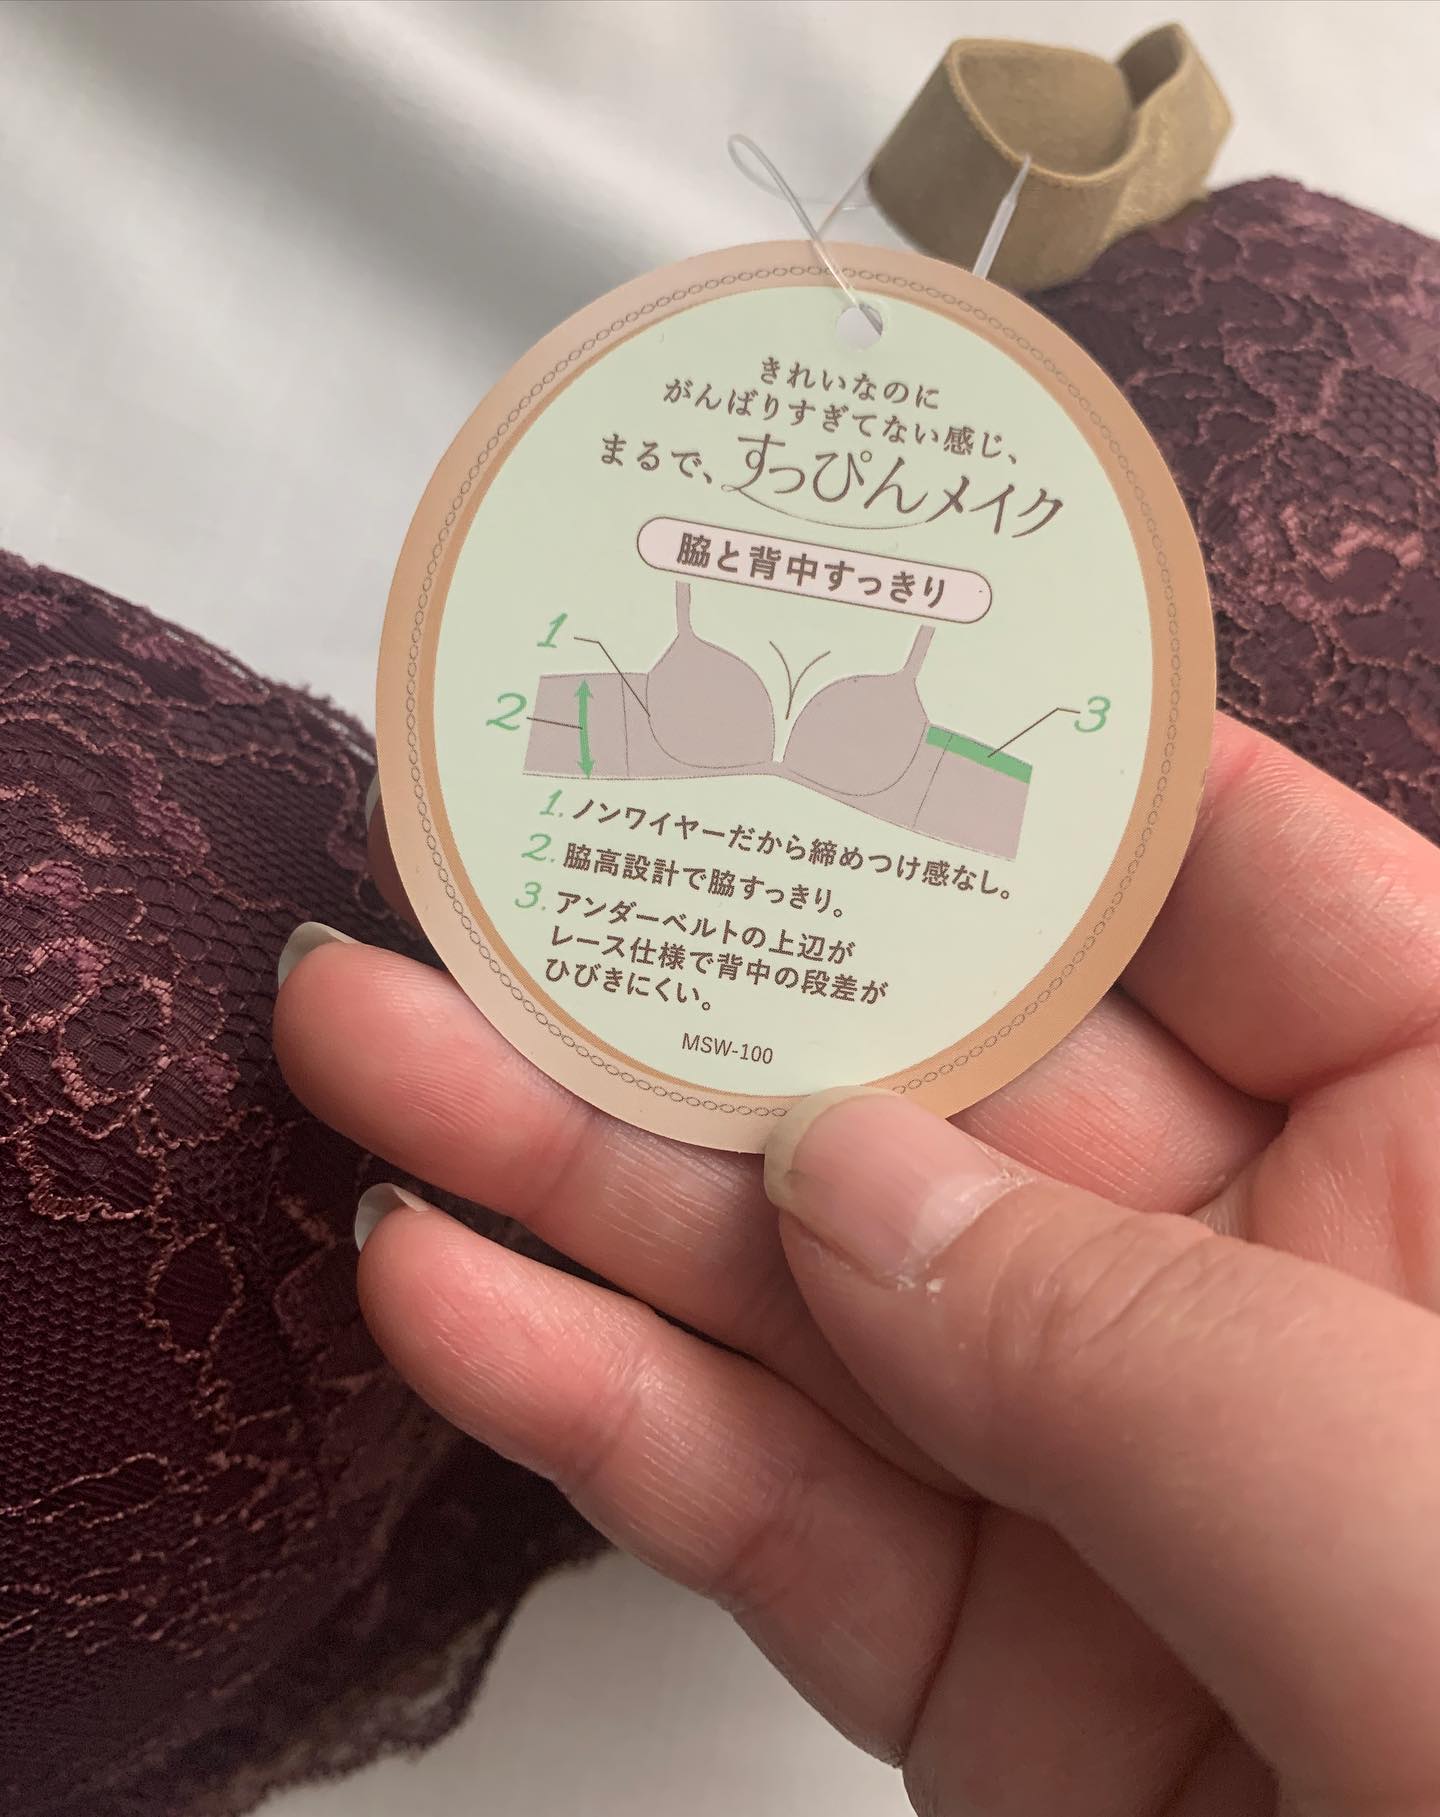 きれいなのに
がんばりすぎてない感じ、
まるで、すっぴんメイク
脇と背中すっきり
1
2
3
1. ノンワイヤーだから締めつけ感なし。
2. 脇高設計で脇すっきり。
3. アンダーベルトの上辺が
レース仕様で背中の段差が
ひびきにくい。
MSW-100